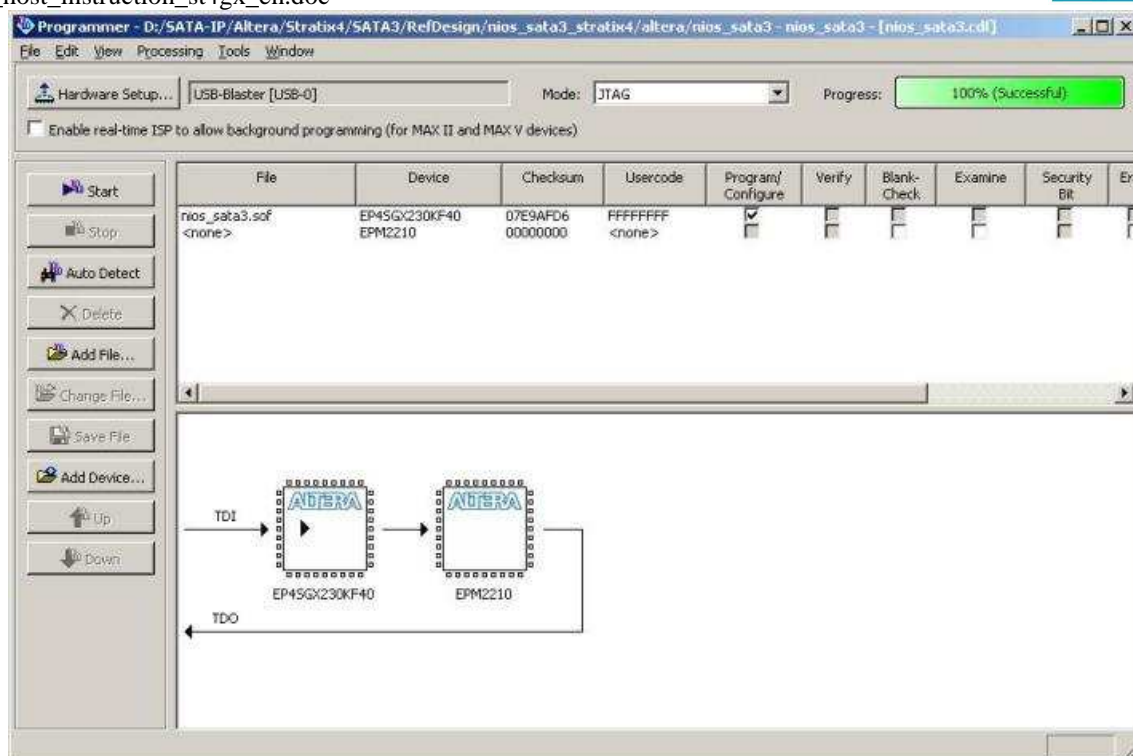 _host_instruction_st4gx_en.doc
Programmer - D:/SATA-IP/Altera/Stratix4/SATA3/RefDesign/nios_sata3_stratix4/altera/nios_sata3 - nios_sata3 - [nios_sata3.cdf]
File Edit View Processing Tools Window
Hardware Setup... USB-Blaster [USB-0] Mode: JTAG Progress: 100% (Successful)
Enable real-time ISP to allow background programming (for MAX II and MAX V devices)
Start
Stop
Auto Detect
Delete
Add File...
Change File...
Save File
Add Device...
Up
Down
File Device Checksum Usercode Program/ Verify Blank- Examine Security Er
Configure Check Bit
nios_sata3.sof EP4SGX230KF40 07E9AFD6 FFFFFFFF
<none> EPM2210 00000000 <none>
ALTERA ALTERA
TDI
EP4SGX230KF40 EPM2210
TDO